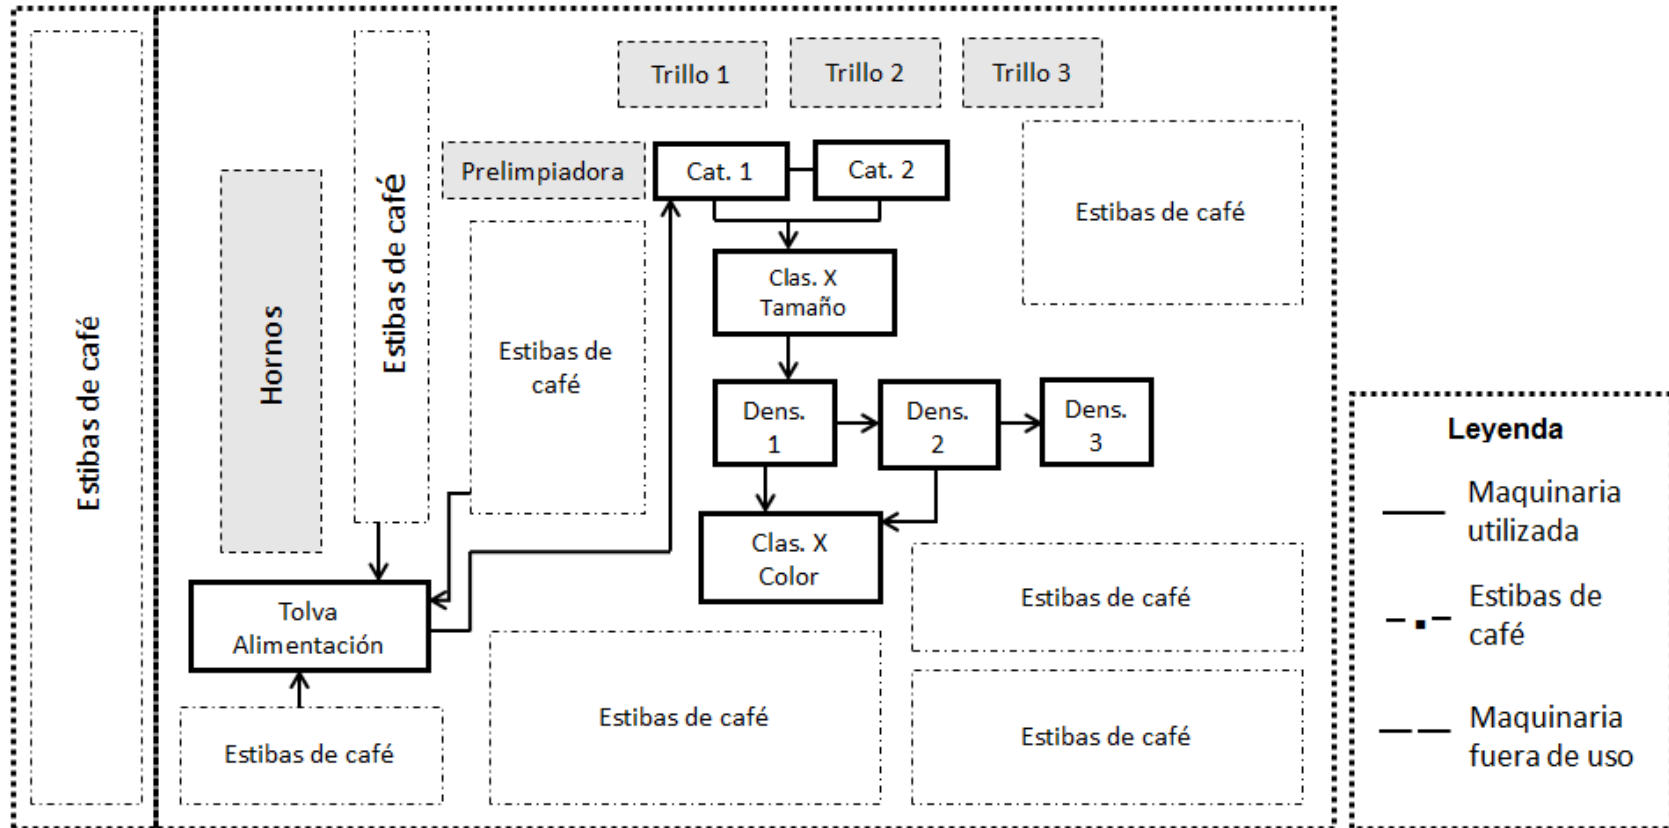 Trillo 1
Trillo 2
Trillo 3
Prelimpiadora
Cat. 1
Cat. 2
Estibas de café
Estibas de café
Hornos
Estibas de café
Clas. X
Tamaño
Estibas de
café
Dens.
1
Dens.
2
Dens.
3
Clas. X
Color
Tolva
Alimentación
Estibas de café
Estibas de café
Estibas de café
Estibas de café
Leyenda
Maquinaria
utilizada
Estibas de
café
Maquinaria
fuera de uso